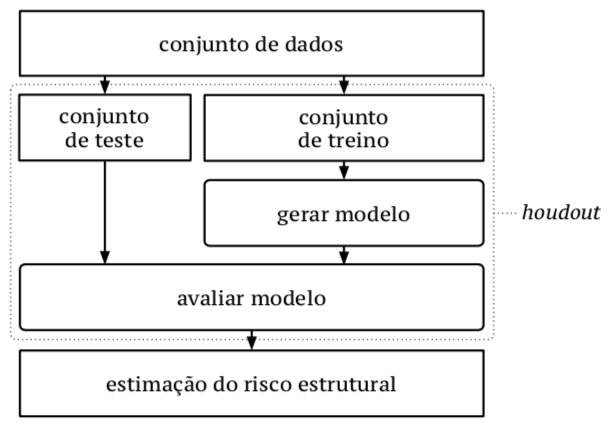 conjunto de dados
conjunto
de teste
conjunto
de treino
gerar modelo
houdout
avaliar modelo
estimação do risco estrutural